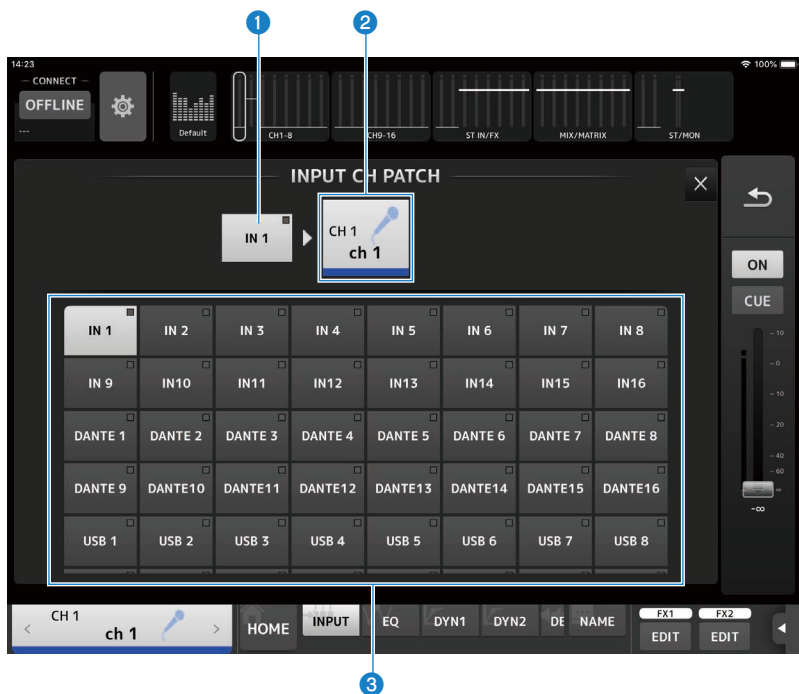 1 2
14:23 100%
CONNECT
OFFLINE
---
Default
CH1-8
CH9-16
ST IN/FX
MIX/MATRIX
ST/MON
INPUT CH PATCH
IN 1
CH 1
ch 1
IN 1 IN 2 IN 3 IN 4 IN 5 IN 6 IN 7 IN 8
IN 9 IN10 IN11 IN12 IN13 IN14 IN15 IN16
DANTE 1 DANTE 2 DANTE 3 DANTE 4 DANTE 5 DANTE 6 DANTE 7 DANTE 8
DANTE 9 DANTE10 DANTE11 DANTE12 DANTE13 DANTE14 DANTE15 DANTE16
USB 1 USB 2 USB 3 USB 4 USB 5 USB 6 USB 7 USB 8
ON
CUE
10
0
10
20
40
60
∞
-∞
CH 1
ch 1
HOME INPUT EQ DYN1 DYN2 DE NAME
FX1 FX2
EDIT EDIT
3